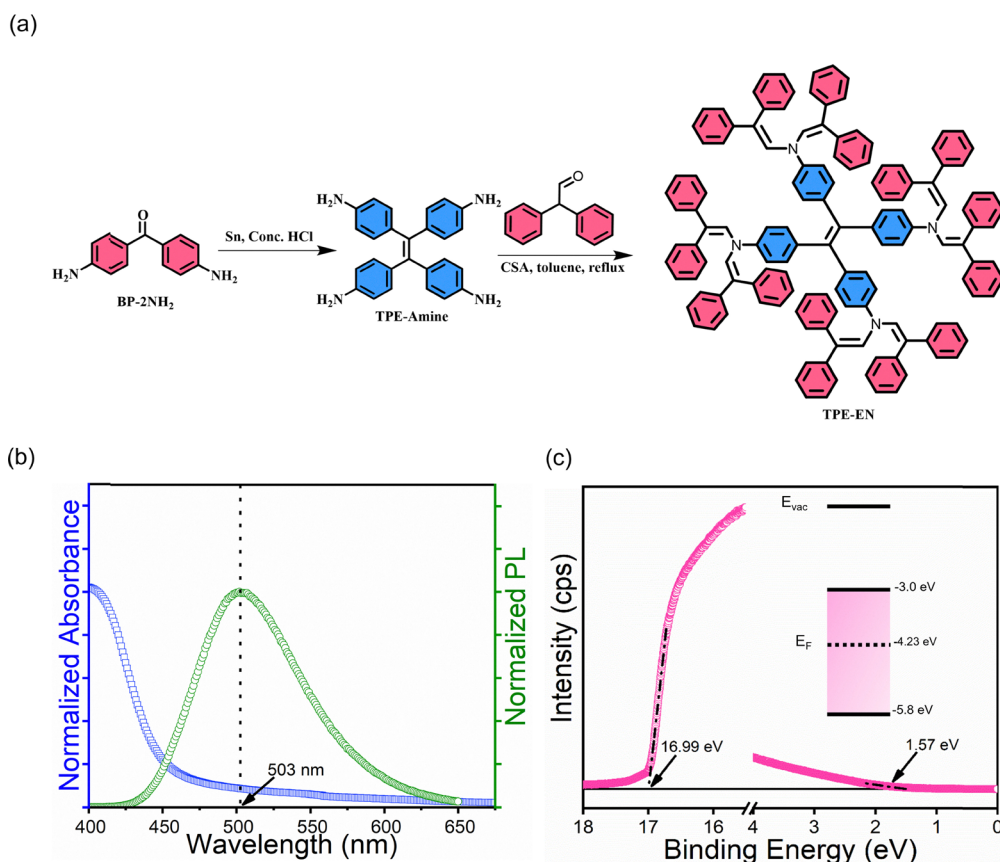 (a)
O
H₂N
NH₂
BP-2NH₂
Sn, Conc. HCl
H₂N
NH₂
H₂N
NH₂
TPE-Amine
O
CSA, toluene, reflux
N
N
N
N
TPE-EN
(b)
Normalized Absorbance
Normalized PL
503 nm
400 450 500 550 600 650
Wavelength (nm)
(c)
Intensity (cps)
Evac
-3.0 eV
EF
-4.23 eV
-5.8 eV
16.99 eV
1.57 eV
18 17 16 4 3 2 1 0
Binding Energy (eV)